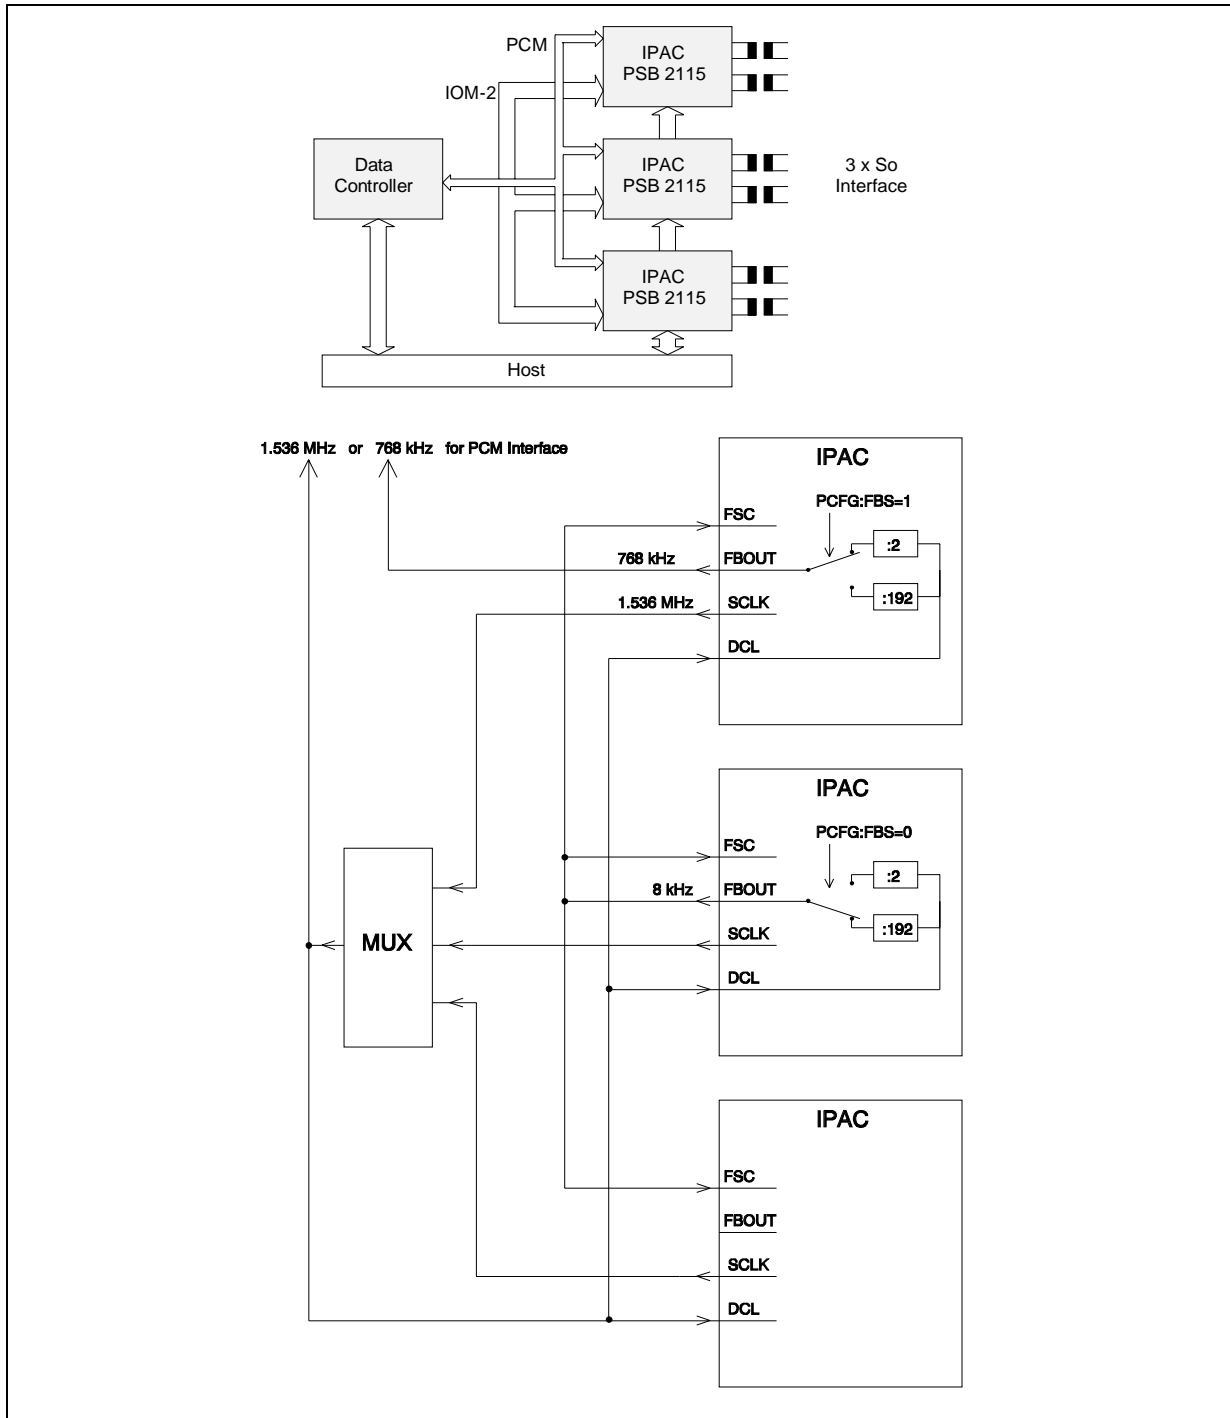 PCM
IOM-2
IPAC
PSB 2115
Data
Controller
IPAC
PSB 2115
3 x So
Interface
IPAC
PSB 2115
Host
1.536 MHz or 768 kHz for PCM Interface
IPAC
PCFG:FBS=1
FSC
:2
768 kHz
FBOUT
:192
1.536 MHz
SCLK
DCL
IPAC
PCFG:FBS=0
FSC
:2
8 kHz
FBOUT
:192
MUX
SCLK
DCL
IPAC
FSC
FBOUT
SCLK
DCL